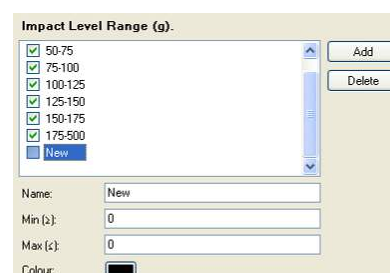 Impact Level Range (g).
50-75
75-100
100-125
125-150
150-175
175-500
New
Add
Delete
Name: New
Min (≥): 0
Max (≤): 0
Colour: